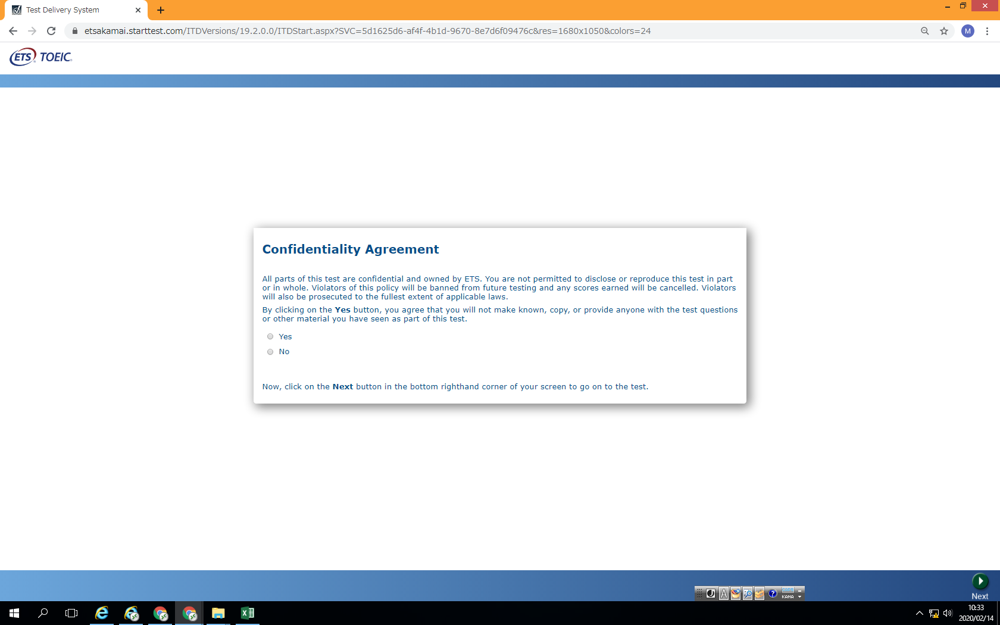 Test Delivery System
etsakamai.starttest.com/ITDVersions/19.2.0.0/ITDStart.aspx?SVC=5d1625d6-af4f-4b1d-9670-8e7d6f09476c&res=1680x1050&colors=24
M
ETS TOEIC
Confidentiality Agreement
All parts of this test are confidential and owned by ETS. You are not permitted to disclose or reproduce this test in part
or in whole. Violators of this policy will be banned from future testing and any scores earned will be cancelled. Violators
will also be prosecuted to the fullest extent of applicable laws.
By clicking on the Yes button, you agree that you will not make known, copy, or provide anyone with the test questions
or other material you have seen as part of this test.
Yes
No
Now, click on the Next button in the bottom righthand corner of your screen to go on to the test.
Next
A
CAPS
KANA
10:33
2020/02/14